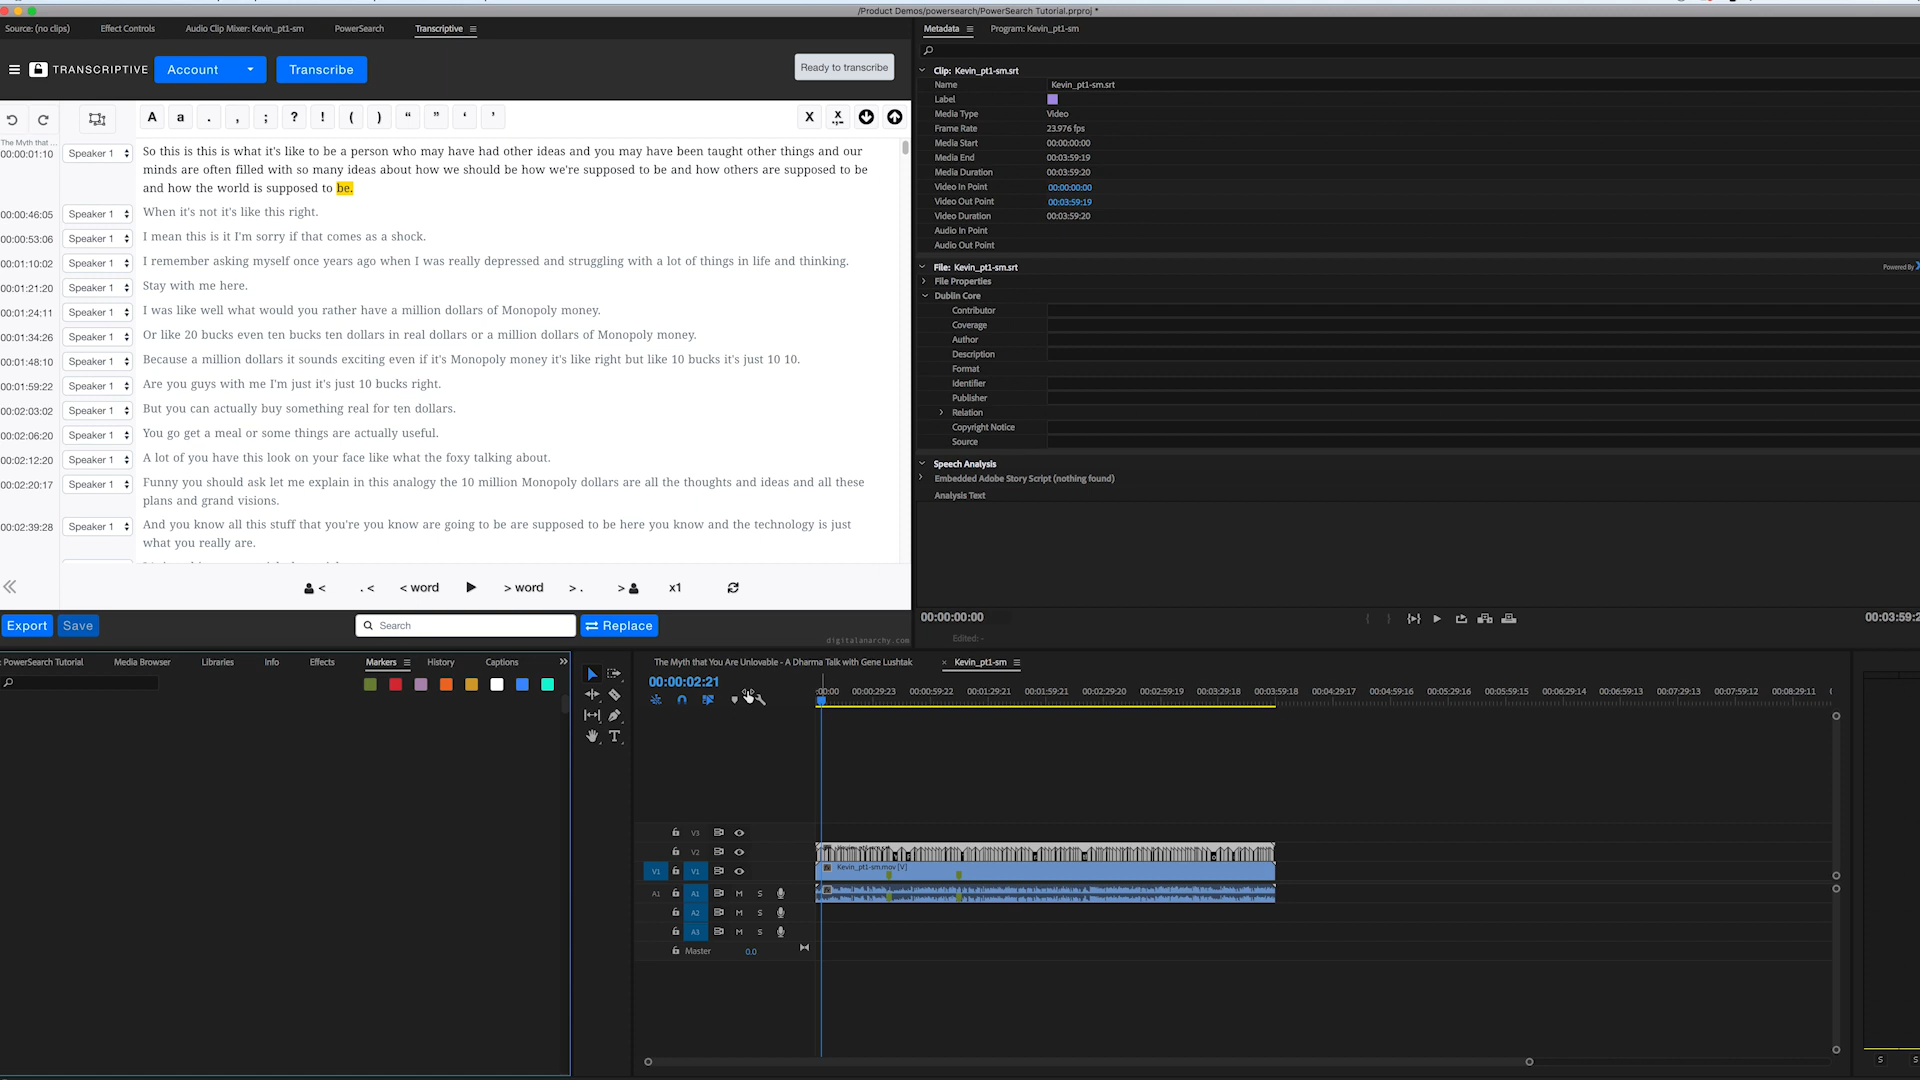 /Product Demos/powersearch/PowerSearch Tutorial.prproj *
Source: (no clips)
Effect Controls
Audio Clip Mixer: Kevin_pt1-sm
PowerSearch
Transcriptive
Metadata
Program: Kevin_pt1-sm
TRANSCRIPTIVE
Account
Transcribe
Ready to transcribe
A a . , ; ? ! ( ) “ ” ‘ ’
X
The Myth that ...
00:00:01:10 Speaker 1 So this is this is what it's like to be a person who may have had other ideas and you may have been taught other things and our
minds are often filled with so many ideas about how we should be how we're supposed to be and how others are supposed to be
and how the world is supposed to be.
00:00:46:05 Speaker 1 When it's not it's like this right.
00:00:53:06 Speaker 1 I mean this is it I'm sorry if that comes as a shock.
00:01:10:02 Speaker 1 I remember asking myself once years ago when I was really depressed and struggling with a lot of things in life and thinking.
00:01:21:20 Speaker 1 Stay with me here.
00:01:24:11 Speaker 1 I was like well what would you rather have a million dollars of Monopoly money.
00:01:34:26 Speaker 1 Or like 20 bucks even ten bucks ten dollars in real dollars or a million dollars of Monopoly money.
00:01:48:10 Speaker 1 Because a million dollars it sounds exciting even if it's Monopoly money it's like right but like 10 bucks it's just 10 10.
00:01:59:22 Speaker 1 Are you guys with me I'm just it's just 10 bucks right.
00:02:03:02 Speaker 1 But you can actually buy something real for ten dollars.
00:02:06:20 Speaker 1 You go get a meal or some things are actually useful.
00:02:12:20 Speaker 1 A lot of you have this look on your face like what the foxy talking about.
00:02:20:17 Speaker 1 Funny you should ask let me explain in this analogy the 10 million Monopoly dollars are all the thoughts and ideas and all these
plans and grand visions.
00:02:39:28 Speaker 1 And you know all this stuff that you're you know are going to be are supposed to be here you know and the technology is just
what you really are.
< . < < word > word > . > x1
Export
Save
Search
Replace
digitalanarchy.com
Clip: Kevin_pt1-sm.srt
Name Kevin_pt1-sm.srt
Label
Media Type Video
Frame Rate 23.976 fps
Media Start 00:00:00:00
Media End 00:03:59:19
Media Duration 00:03:59:20
Video In Point 00:00:00:00
Video Out Point 00:03:59:19
Video Duration 00:03:59:20
Audio In Point
Audio Out Point
File: Kevin_pt1-sm.srt
Powered By
File Properties
Dublin Core
Contributor
Coverage
Author
Description
Format
Identifier
Publisher
Relation
Copyright Notice
Source
Speech Analysis
Embedded Adobe Story Script (nothing found)
Analysis Text
00:00:00:00
00:03:59:2
Edited: -
: PowerSearch Tutorial
Media Browser
Libraries
Info
Effects
Markers
History
Captions
The Myth that You Are Unlovable - A Dharma Talk with Gene Lushtak
× Kevin_pt1-sm
00:00:02:21
:00:00 00:00:29:23 00:00:59:22 00:01:29:21 00:01:59:21 00:02:29:20 00:02:59:19 00:03:29:18 00:03:59:18 00:04:29:17 00:04:59:16 00:05:29:16 00:05:59:15 00:06:29:14 00:06:59:13 00:07:29:13 00:07:59:12 00:08:29:11
V3
V2
V1 V1
Kevin_pt1-sm.mov [V]
A1 A1 M S
A2 M S
A3 M S
Master 0.0
S S